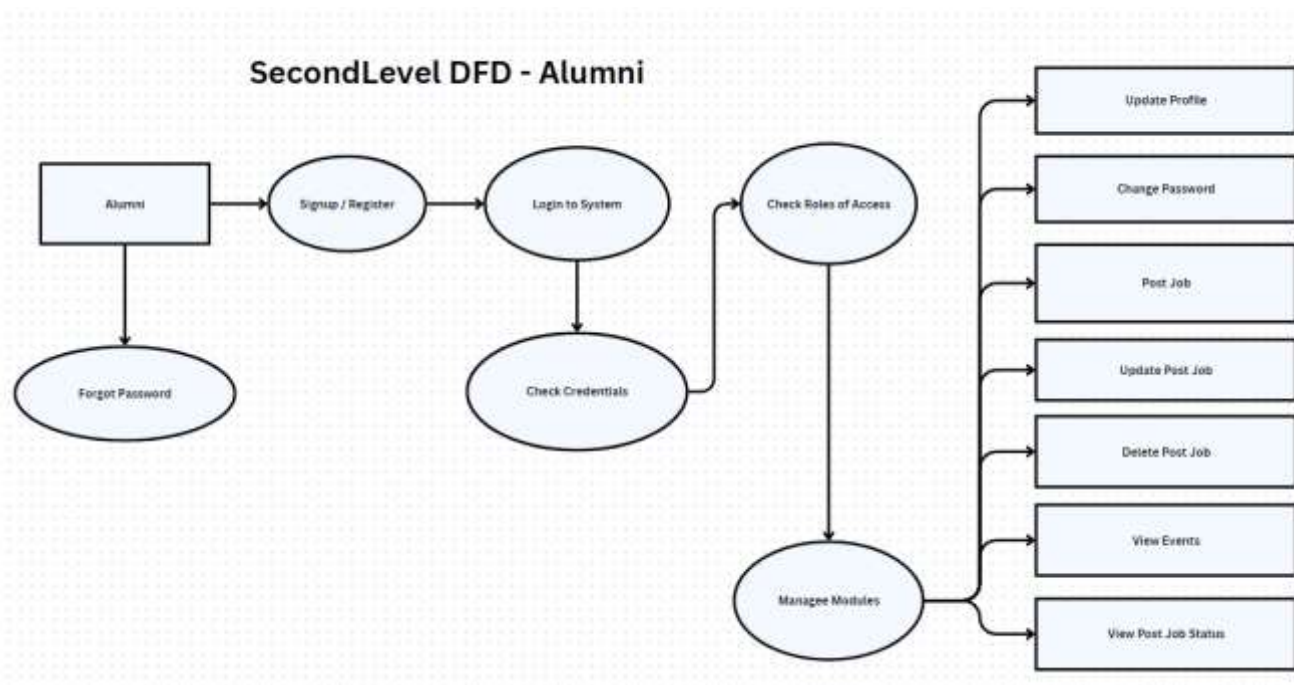 SecondLevel DFD - Alumni
Update Profile
Alumni
Signup / Register
Login to System
Check Roles of Access
Change Password
Post Job
Forgot Password
Check Credentials
Update Post Job
Delete Post Job
View Events
Managee Modules
View Post Job Status